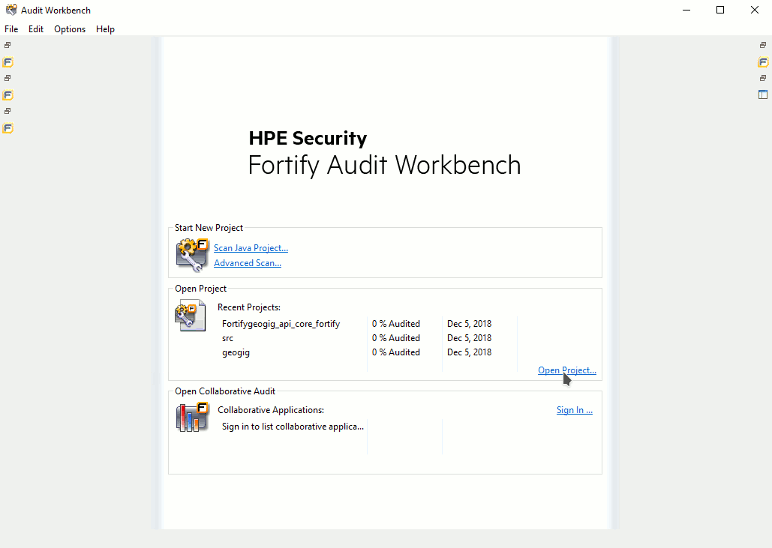 Audit Workbench
File Edit Options Help
HPE Security
Fortify Audit Workbench
Start New Project
Scan Java Project...
Advanced Scan...
Open Project
Recent Projects:
Fortifygeogig_api_core_fortify 0 % Audited Dec 5, 2018
src 0 % Audited Dec 5, 2018
geogig 0 % Audited Dec 5, 2018
Open Project...
Open Collaborative Audit
Collaborative Applications: Sign In ...
Sign in to list collaborative applica...